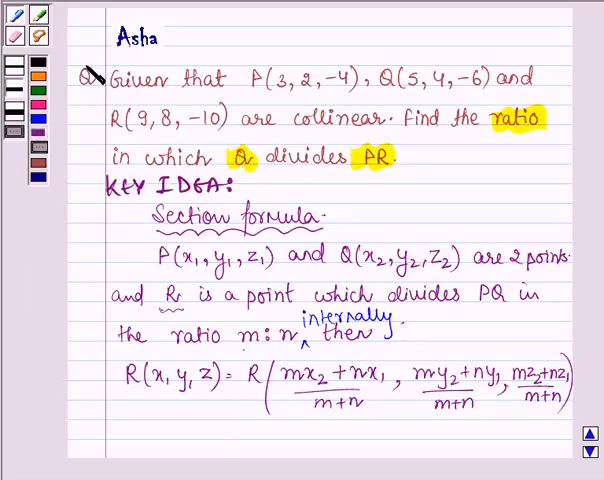 Asha
Q. Given that P(3, 2, -4), Q(5, 4, -6) and
R(9, 8, -10) are collinear. Find the ratio
in which Q divides PR.
KEY IDEA:
Section formula.
P(x₁, y₁, z₁) and Q(x₂, y₂, z₂) are 2 points.
and R is a point which divides PQ in
the ratio m:n internally then
R(x, y, z) = R((mx₂+nx₁)/(m+n), (my₂+ny₁)/(m+n), (mz₂+nz₁)/(m+n))